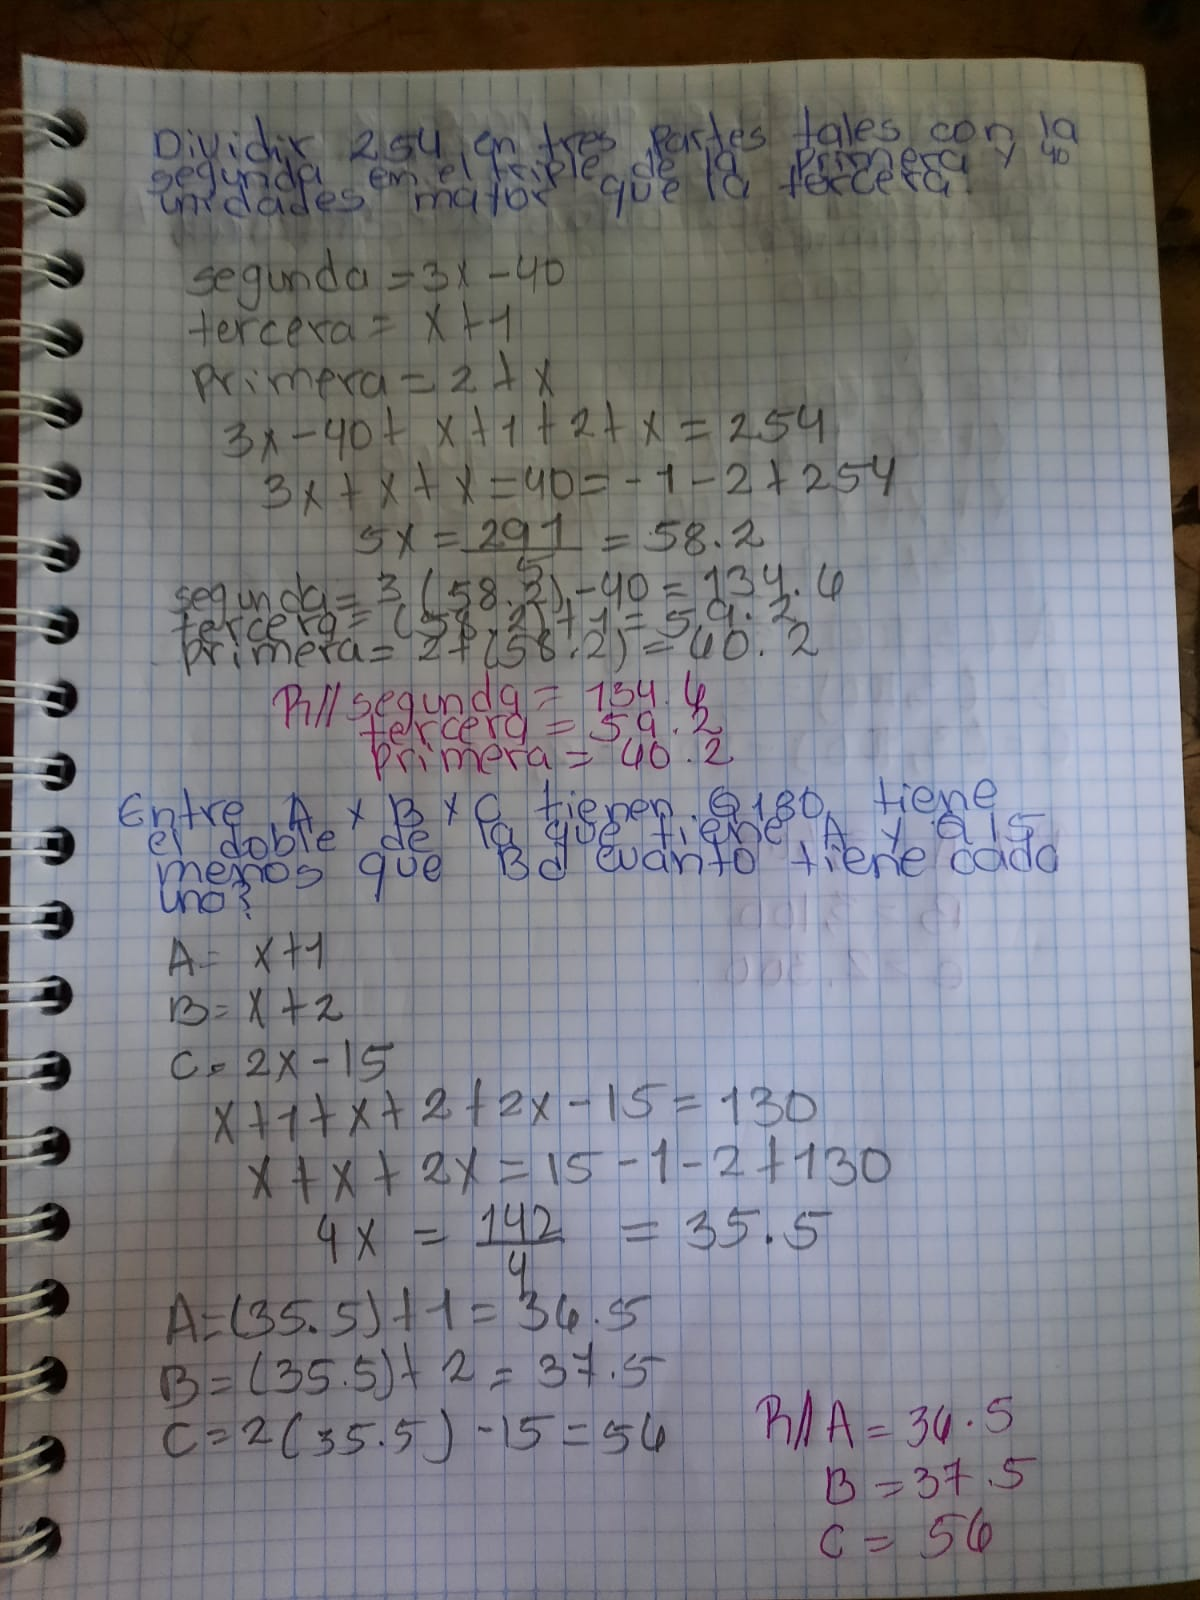 Dividir 254 en tres partes tales con la
segunda en el triple de la primera y 40
unidades mayor que la tercera.
segunda = 3x - 40
tercera = x + 1
primera = 2 + x
3x - 40 + x + 1 + 2 + x = 254
3x + x + x = 40 = - 1 - 2 + 254
5x = 291/5 = 58.2
segunda = 3 (58.2) - 40 = 134.6
tercera = (58.2) + 1 = 59.2
primera = 2 + (58.2) = 60.2
R// segunda = 134.6
tercera = 59.2
primera = 60.2
Entre A y B y C tienen Q 130, tiene
el doble de la que tiene A y Q 15
menos que B d cuanto tiene cada
uno?
A = x + 1
B = x + 2
C = 2x - 15
x + 1 + x + 2 + 2x - 15 = 130
x + x + 2x = 15 - 1 - 2 + 130
4x = 142/4 = 35.5
A = (35.5) + 1 = 36.5
B = (35.5) + 2 = 37.5
C = 2 (35.5) - 15 = 56
R// A = 36.5
B = 37.5
C = 56